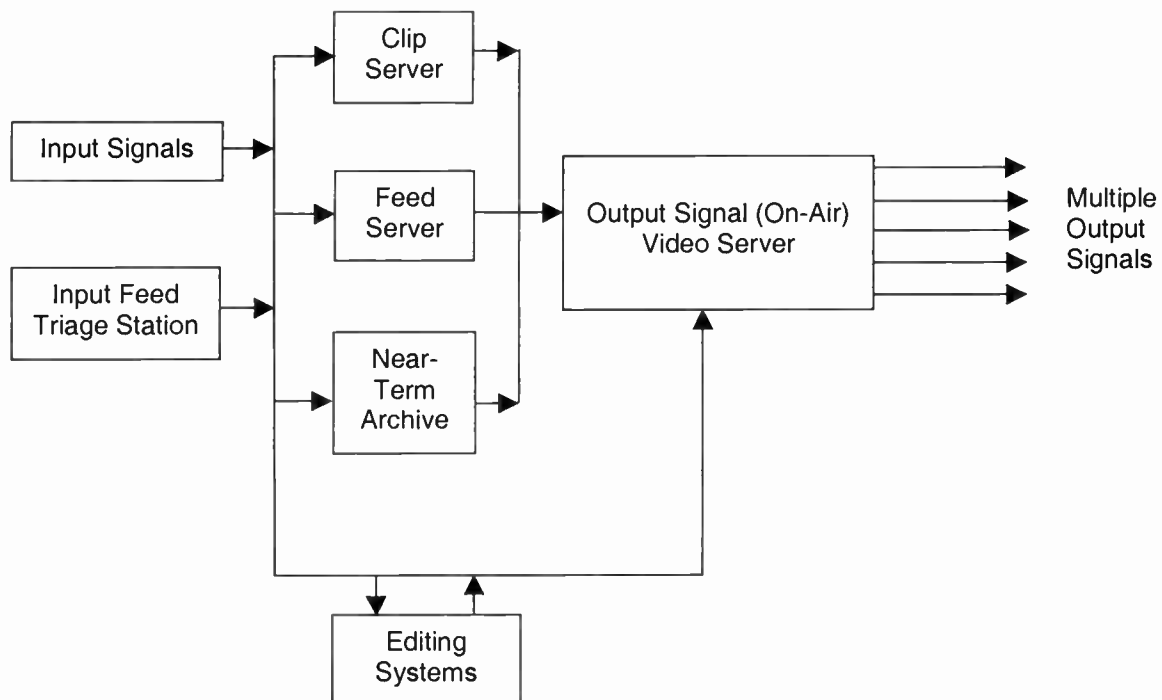 Clip
Server
Input Signals
Feed
Server
Output Signal (On-Air)
Video Server
Multiple
Output
Signals
Input Feed
Triage Station
Near-
Term
Archive
Editing
Systems